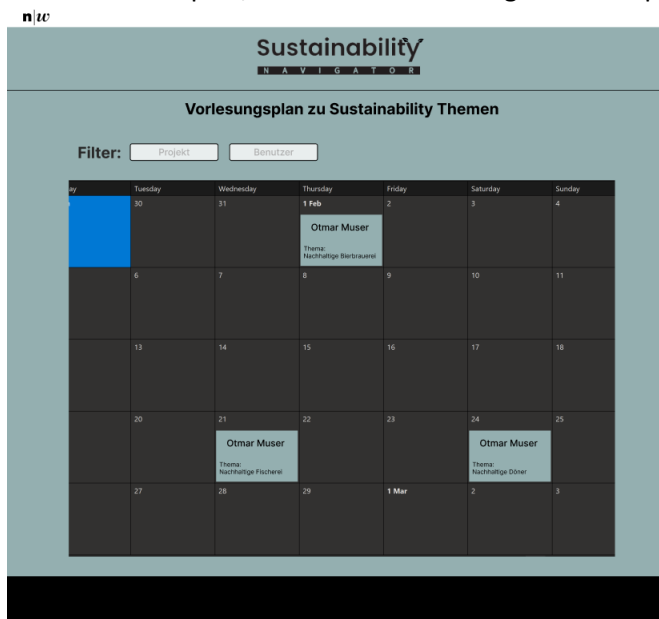 n|w
Sustainability
NAVIGATOR
Vorlesungsplan zu Sustainability Themen
Filter: Projekt Benutzer
ay Tuesday Wednesday Thursday Friday Saturday Sunday
30 31 1 Feb 2 3 4
Otmar Muser
Thema:
Nachhaltige Bierbrauerei
6 7 8 9 10 11
13 14 15 16 17 18
20 21 22 23 24 25
Otmar Muser Otmar Muser
Thema: Thema:
Nachhaltige Fischerei Nachhaltige Döner
27 28 29 1 Mar 2 3